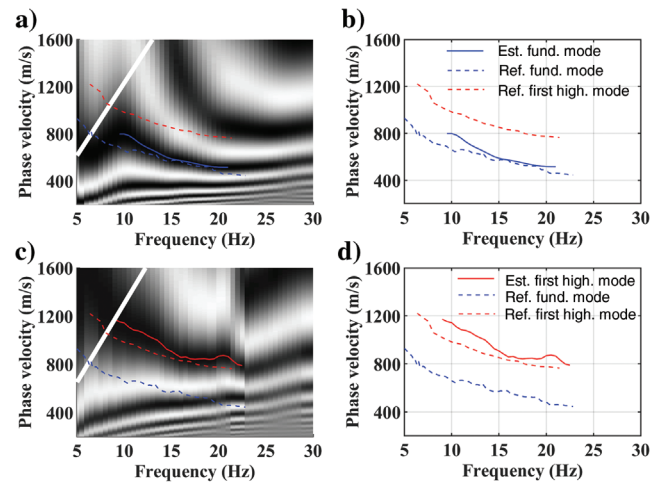 a)
1600
1200
800
400
Phase velocity (m/s)
5 10 15 20 25 30
Frequency (Hz)
b)
Est. fund. mode
Ref. fund. mode
Ref. first high. mode
1600
1200
800
400
Phase velocity (m/s)
5 10 15 20 25 30
Frequency (Hz)
c)
1600
1200
800
400
Phase velocity (m/s)
5 10 15 20 25 30
Frequency (Hz)
d)
Est. first high. mode
Ref. fund. mode
Ref. first high. mode
1600
1200
800
400
Phase velocity (m/s)
5 10 15 20 25 30
Frequency (Hz)